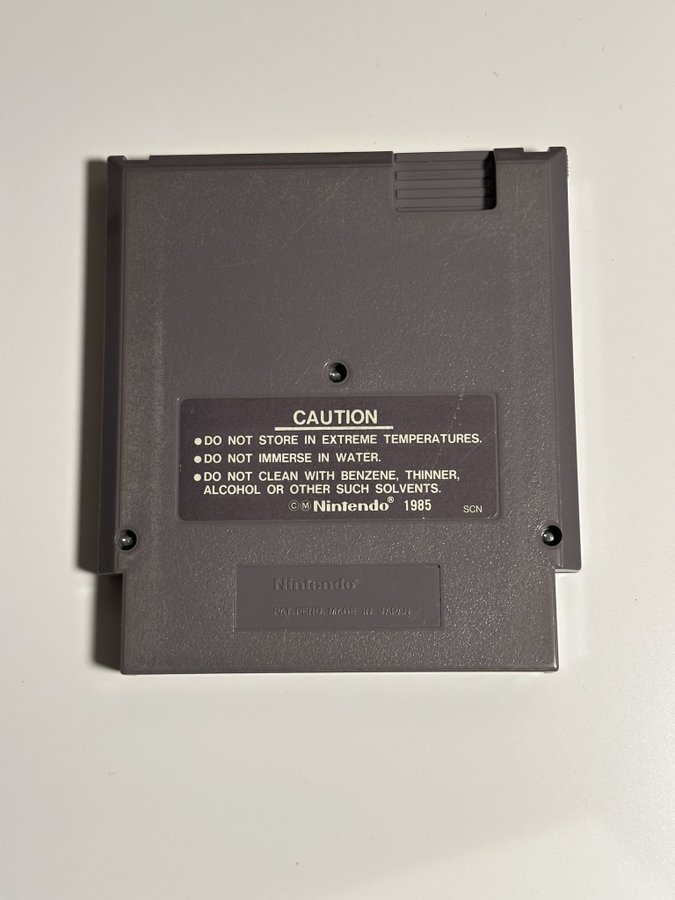 CAUTION
●DO NOT STORE IN EXTREME TEMPERATURES.
●DO NOT IMMERSE IN WATER.
●DO NOT CLEAN WITH BENZENE, THINNER,
ALCOHOL OR OTHER SUCH SOLVENTS.
ⒸⓂNintendo® 1985 SCN
Nintendo®
PAT. PEND. MADE IN JAPAN